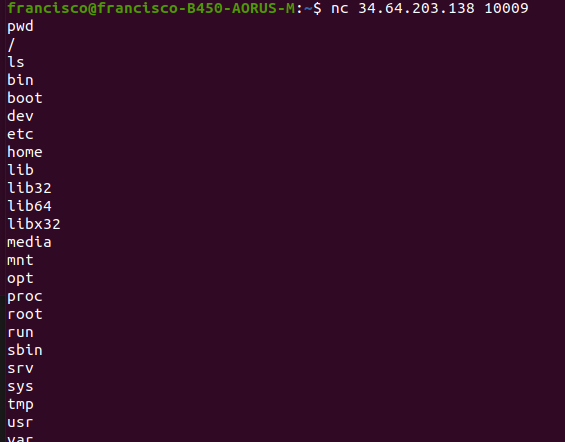 francisco@francisco-B450-AORUS-M:~$ nc 34.64.203.138 10009
pwd
/
ls
bin
boot
dev
etc
home
lib
lib32
lib64
libx32
media
mnt
opt
proc
root
run
sbin
srv
sys
tmp
usr
var